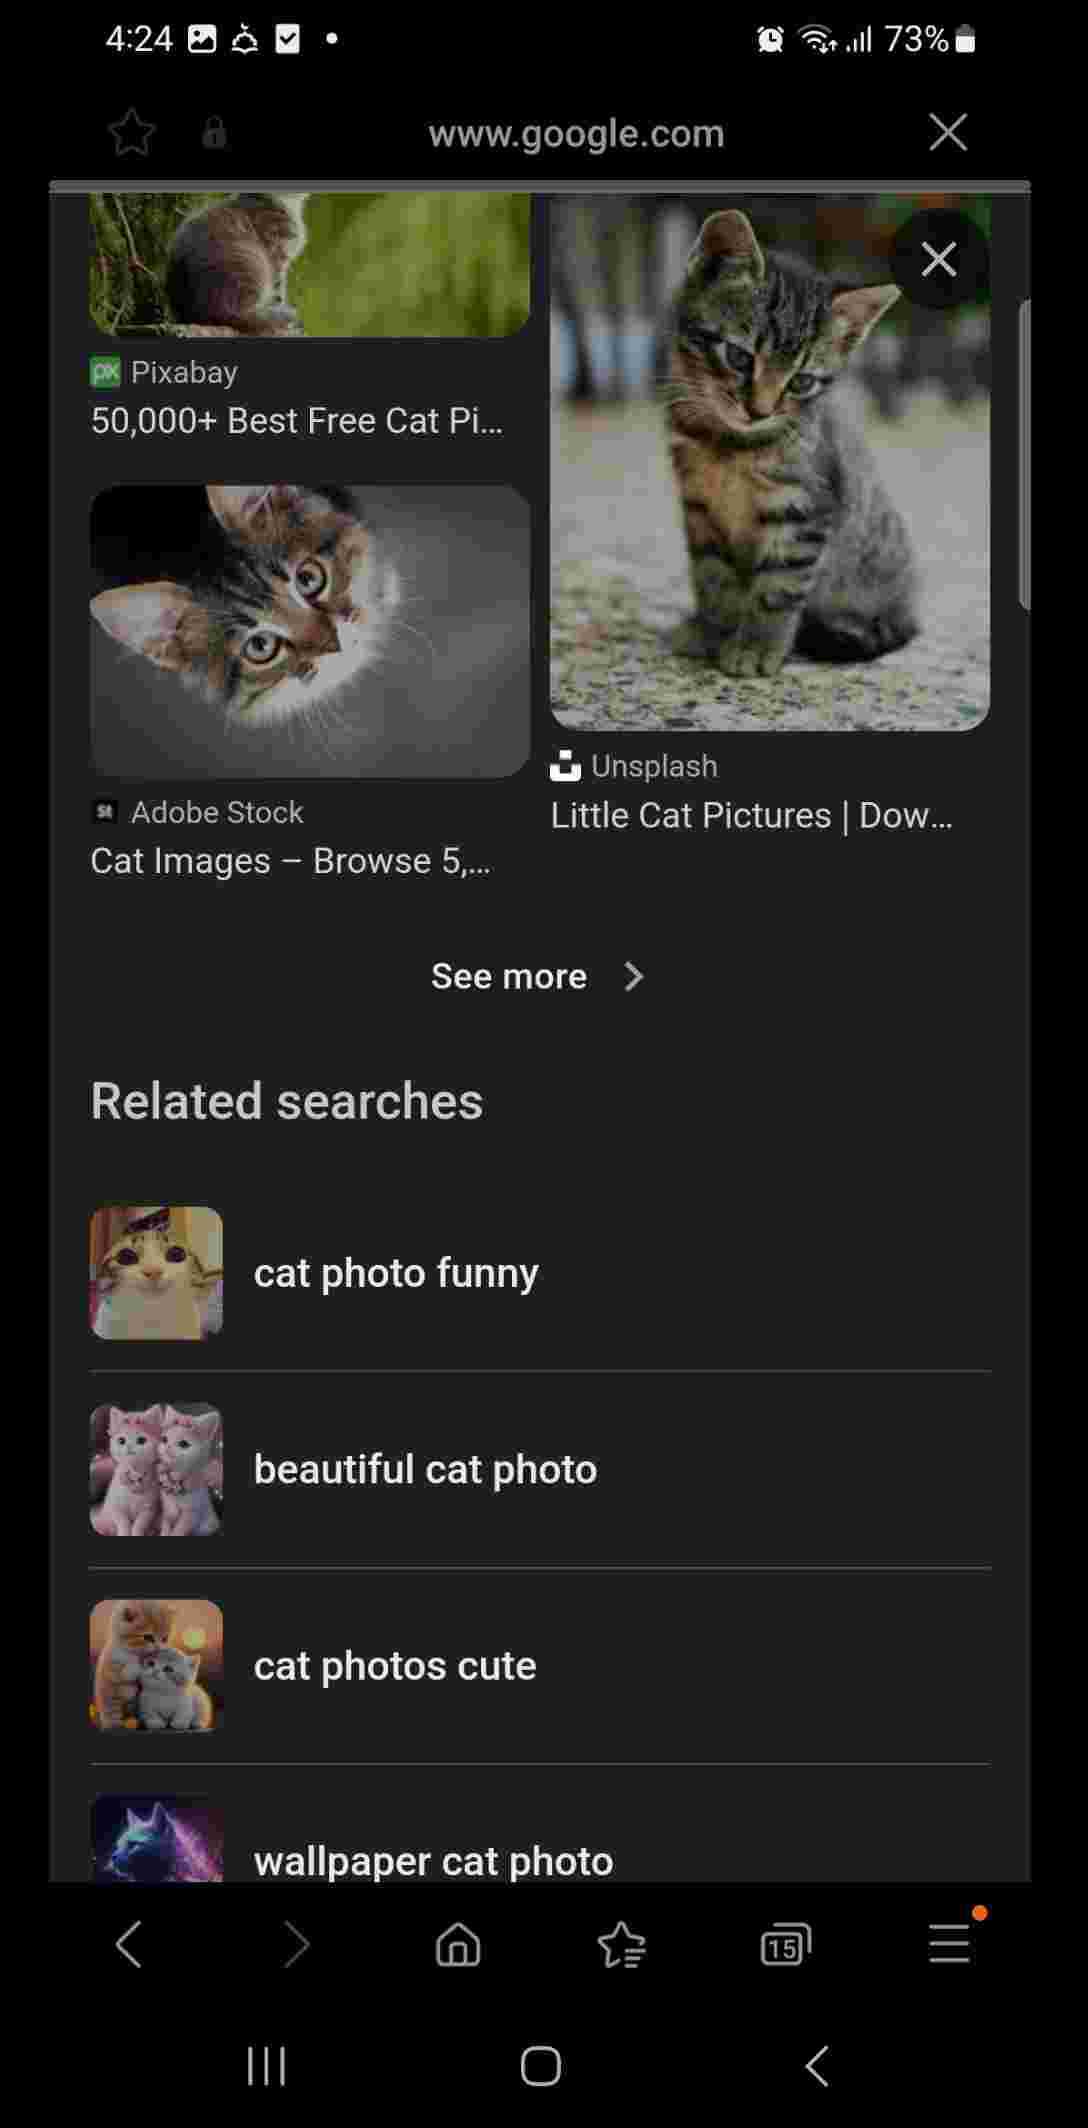 4:24
73%
www.google.com
px Pixabay
50,000+ Best Free Cat Pi...
St Adobe Stock
Cat Images – Browse 5,...
Unsplash
Little Cat Pictures | Dow...
See more
Related searches
cat photo funny
beautiful cat photo
cat photos cute
wallpaper cat photo
15